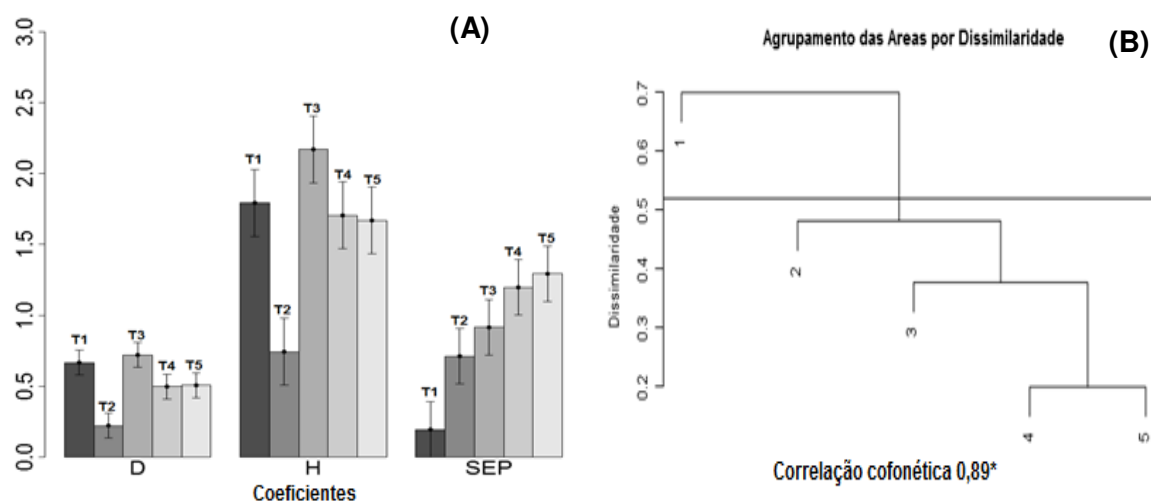 (A)
3.0
2.5
2.0
1.5
1.0
0.5
0.0
T1
T2
T3
T4
T5
T1
T2
T3
T4
T5
T1
T2
T3
T4
T5
D
H
SEP
Coeficientes
Agrupamento das Areas por Dissimilaridade
(B)
Dissimilaridade
0.7
0.6
0.5
0.4
0.3
0.2
1
2
3
4
5
Correlação cofonética 0,89*